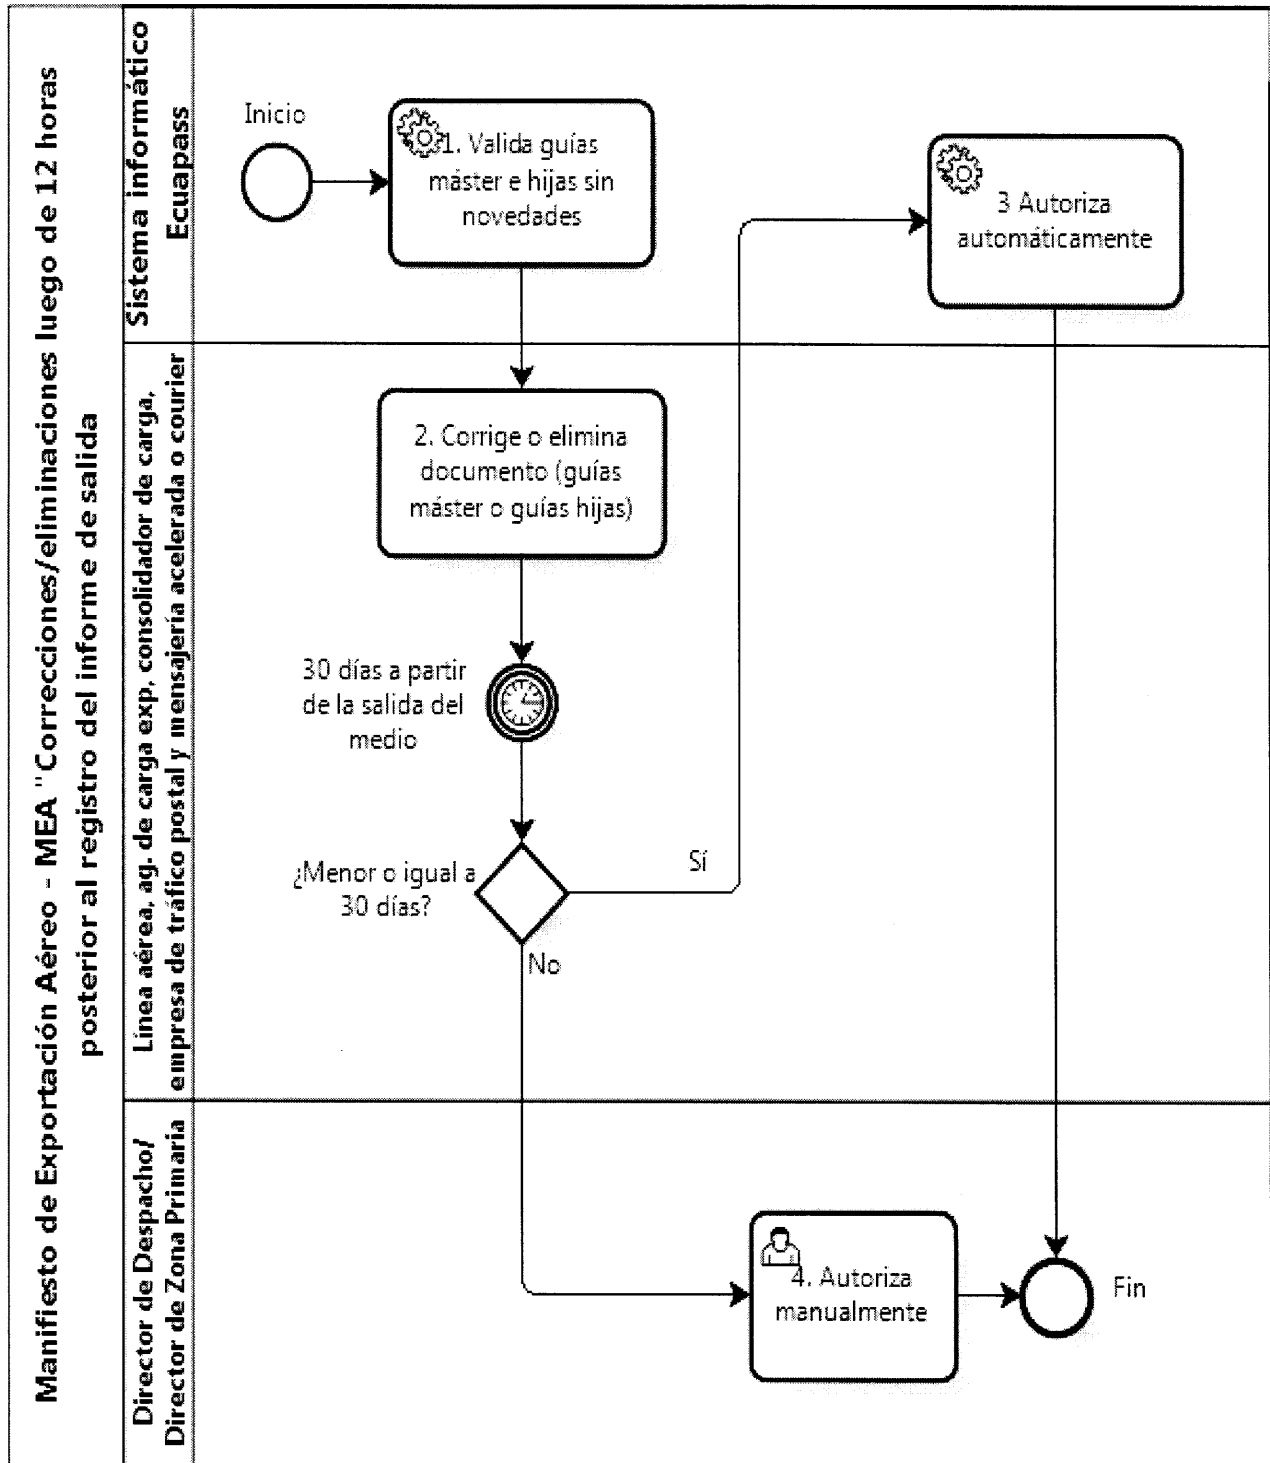 Manifiesto de Exportación Aéreo - MEA "Correcciones/eliminaciones luego de 12 horas
posterior al registro del informe de salida
Sistema informático
Ecuapass
Inicio
1. Valida guías
máster e hijas sin
novedades
3 Autoriza
automáticamente
Línea aérea, ag. de carga exp, consolidador de carga,
empresa de tráfico postal y mensajería acelerada o courier
2. Corrige o elimina
documento (guías
máster o guías hijas)
30 días a partir
de la salida del
medio
¿Menor o igual a
30 días?
Sí
No
Director de Despacho/
Director de Zona Primaria
4. Autoriza
manualmente
Fin